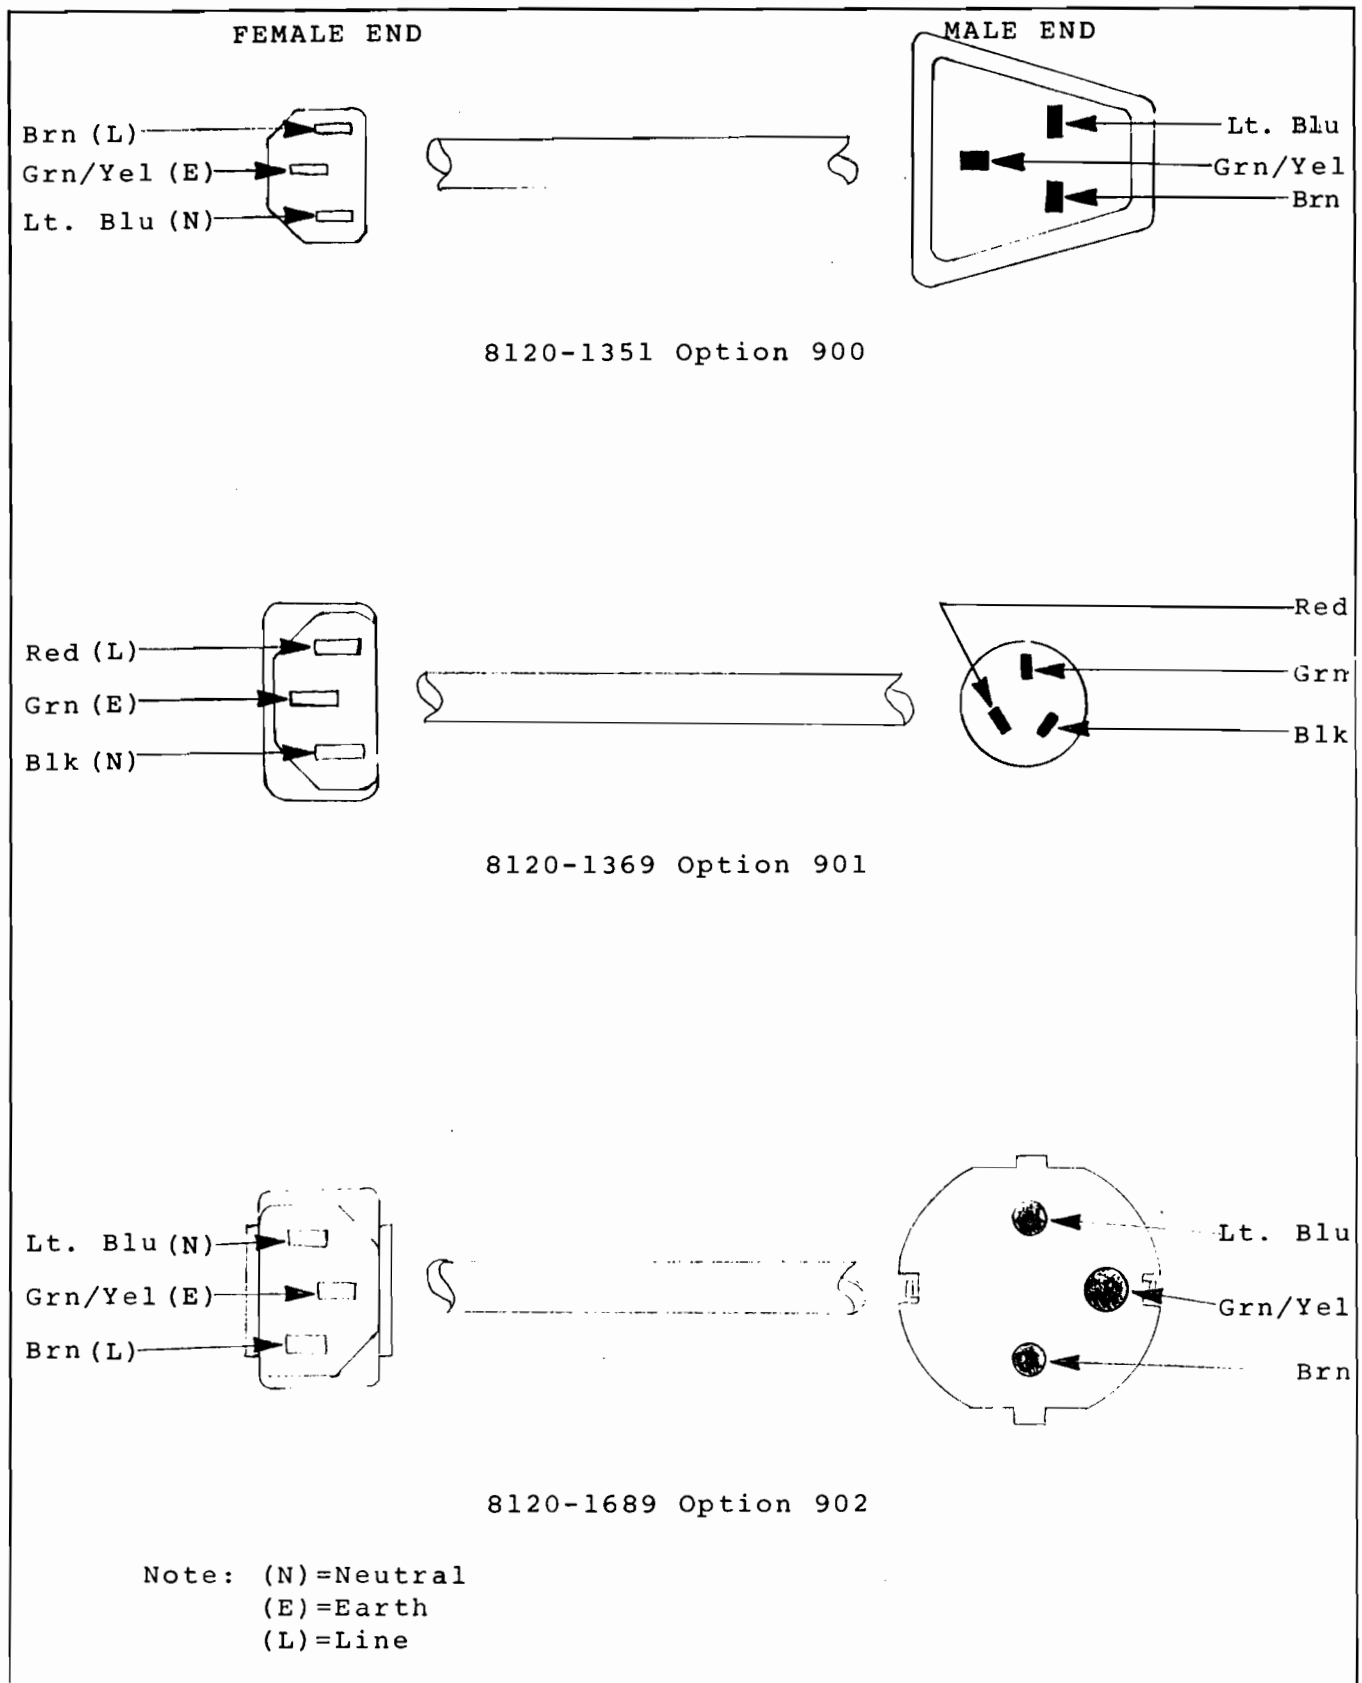 FEMALE END
MALE END
Brn (L)
Grn/Yel (E)
Lt. Blu (N)
Lt. Blu
Grn/Yel
Brn
8120-1351 Option 900
Red (L)
Grn (E)
Blk (N)
Red
Grn
Blk
8120-1369 Option 901
Lt. Blu (N)
Grn/Yel (E)
Brn (L)
Lt. Blu
Grn/Yel
Brn
8120-1689 Option 902
Note: (N)=Neutral
(E)=Earth
(L)=Line